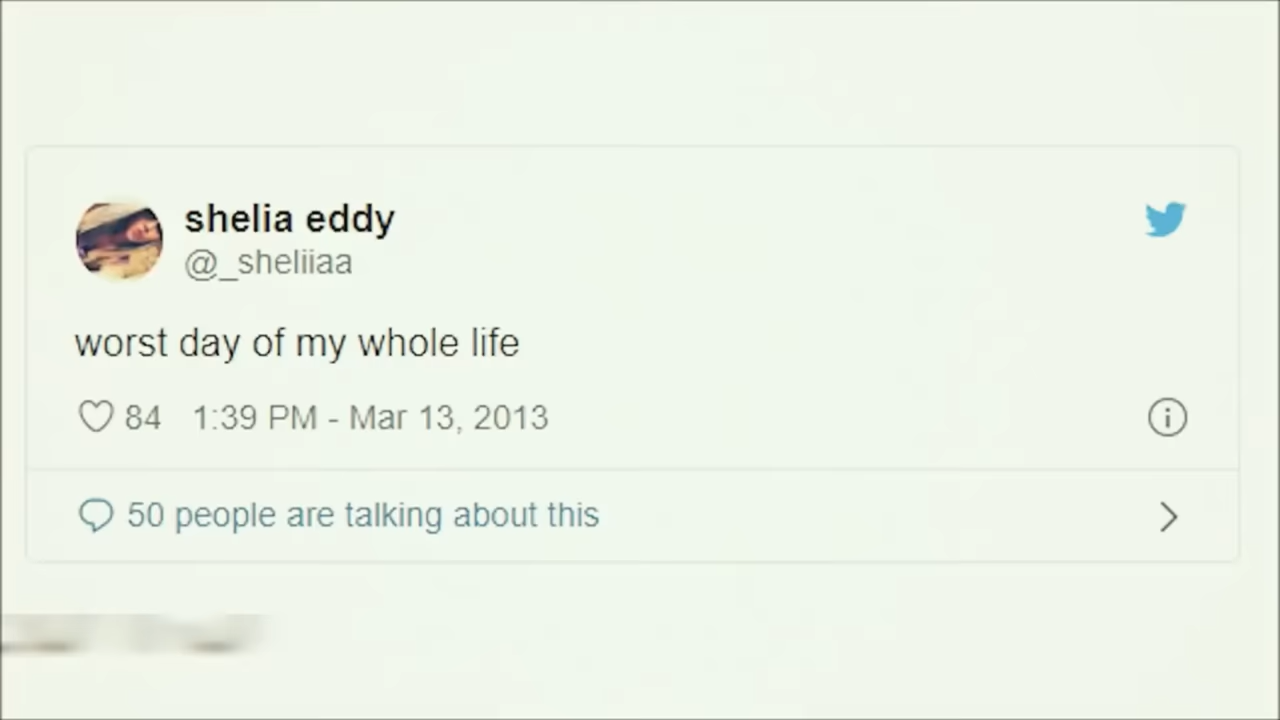 shelia eddy
@_sheliiaa
worst day of my whole life
84 1:39 PM - Mar 13, 2013
50 people are talking about this